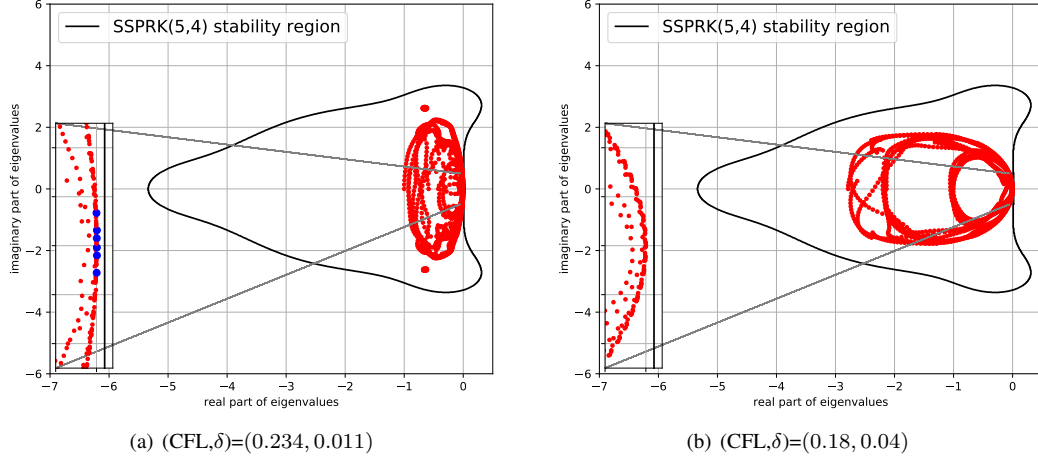 SSPRK(5,4) stability region
6
4
2
0
−2
−4
−6
imaginary part of eigenvalues
−7 −6 −5 −4 −3 −2 −1 0
real part of eigenvalues
(a) (CFL,δ)=(0.234, 0.011)
SSPRK(5,4) stability region
6
4
2
0
−2
−4
−6
imaginary part of eigenvalues
−7 −6 −5 −4 −3 −2 −1 0
real part of eigenvalues
(b) (CFL,δ)=(0.18, 0.04)